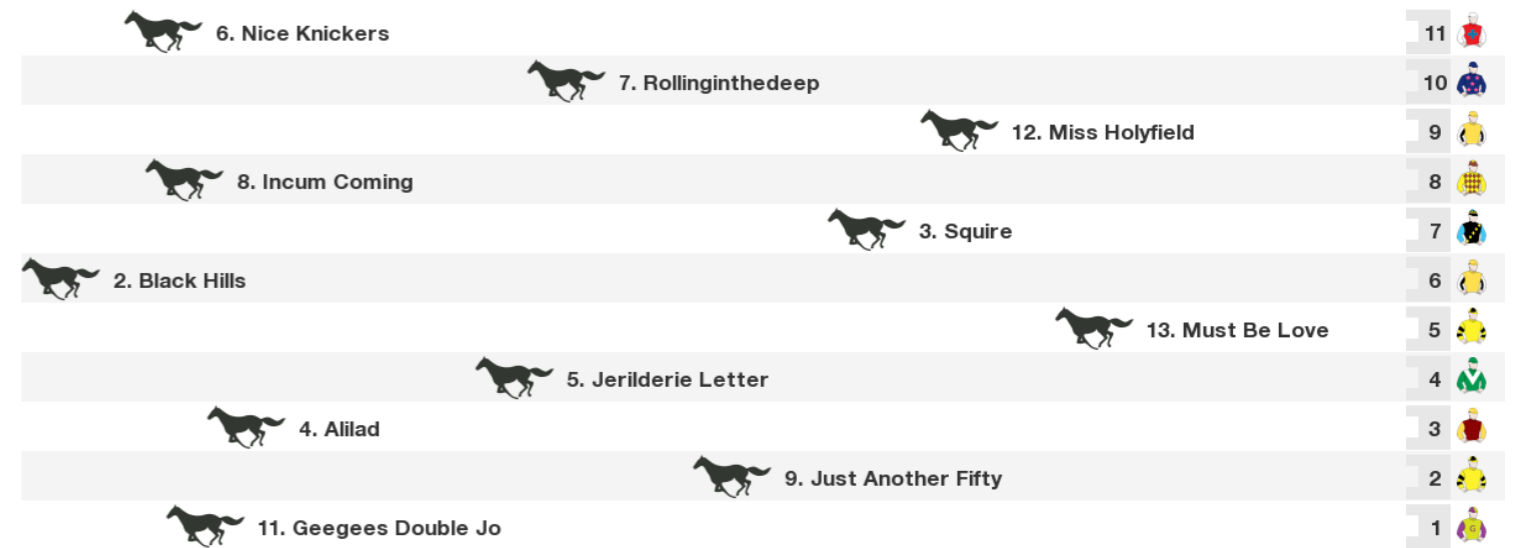 6. Nice Knickers 11
7. Rollinginthedeep 10
12. Miss Holyfield 9
8. Incum Coming 8
3. Squire 7
2. Black Hills 6
13. Must Be Love 5
5. Jerilderie Letter 4
4. Alilad 3
9. Just Another Fifty 2
11. Geegees Double Jo 1 G